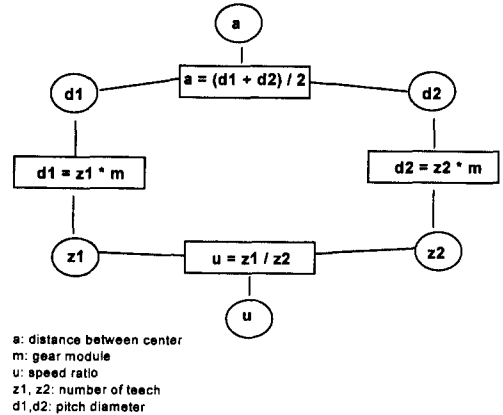 a
a = (d1 + d2) / 2
d1
d2
d1 = z1 * m
d2 = z2 * m
z1
u = z1 / z2
z2
u
a: distance between center
m: gear module
u: speed ratio
z1, z2: number of teech
d1,d2: pitch diameter